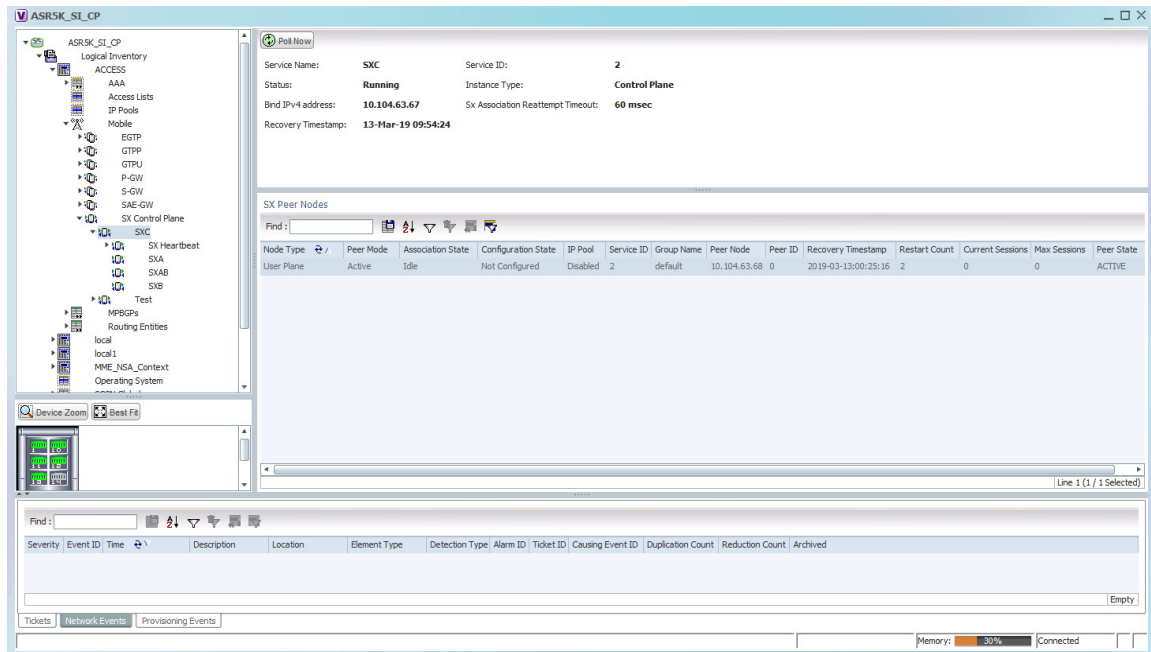 ASR5K_SI_CP
ASR5K_SI_CP
Logical Inventory
ACCESS
AAA
Access Lists
IP Pools
Mobile
EGTP
GTPP
GTPU
P-GW
S-GW
SAE-GW
SX Control Plane
SXC
SX Heartbeat
SXA
SXAB
SXB
Test
MPBGPs
Routing Entities
local
local1
MME_NSA_Context
Operating System
Device Zoom Best Fit
Poll Now
Service Name: SXC Service ID: 2
Status: Running Instance Type: Control Plane
Bind IPv4 address: 10.104.63.67 Sx Association Reattempt Timeout: 60 msec
Recovery Timestamp: 13-Mar-19 09:54:24
SX Peer Nodes
Find :
Node Type Peer Mode Association State Configuration State IP Pool Service ID Group Name Peer Node Peer ID Recovery Timestamp Restart Count Current Sessions Max Sessions Peer State
User Plane Active Idle Not Configured Disabled 2 default 10.104.63.68 0 2019-03-13:00:25:16 2 0 0 ACTIVE
Line 1 (1 / 1 Selected)
Find :
Severity Event ID Time Description Location Element Type Detection Type Alarm ID Ticket ID Causing Event ID Duplication Count Reduction Count Archived
Empty
Tickets Network Events Provisioning Events
Memory: 30% Connected